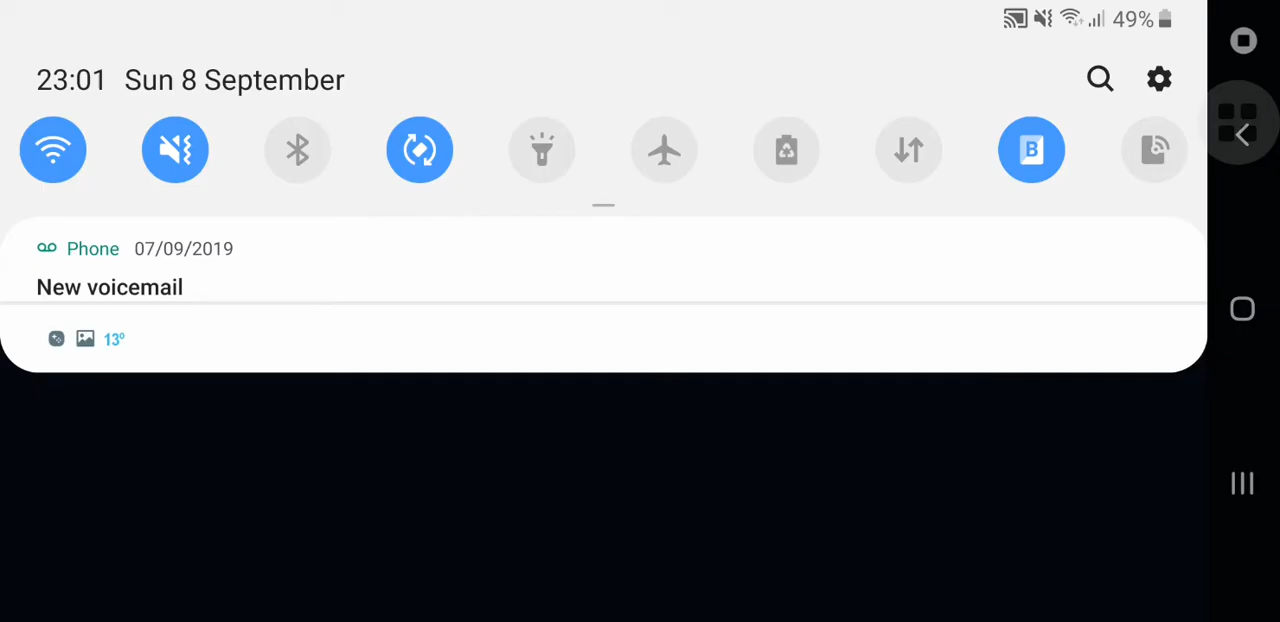 49%
23:01 Sun 8 September
B
Phone 07/09/2019
New voicemail
13°